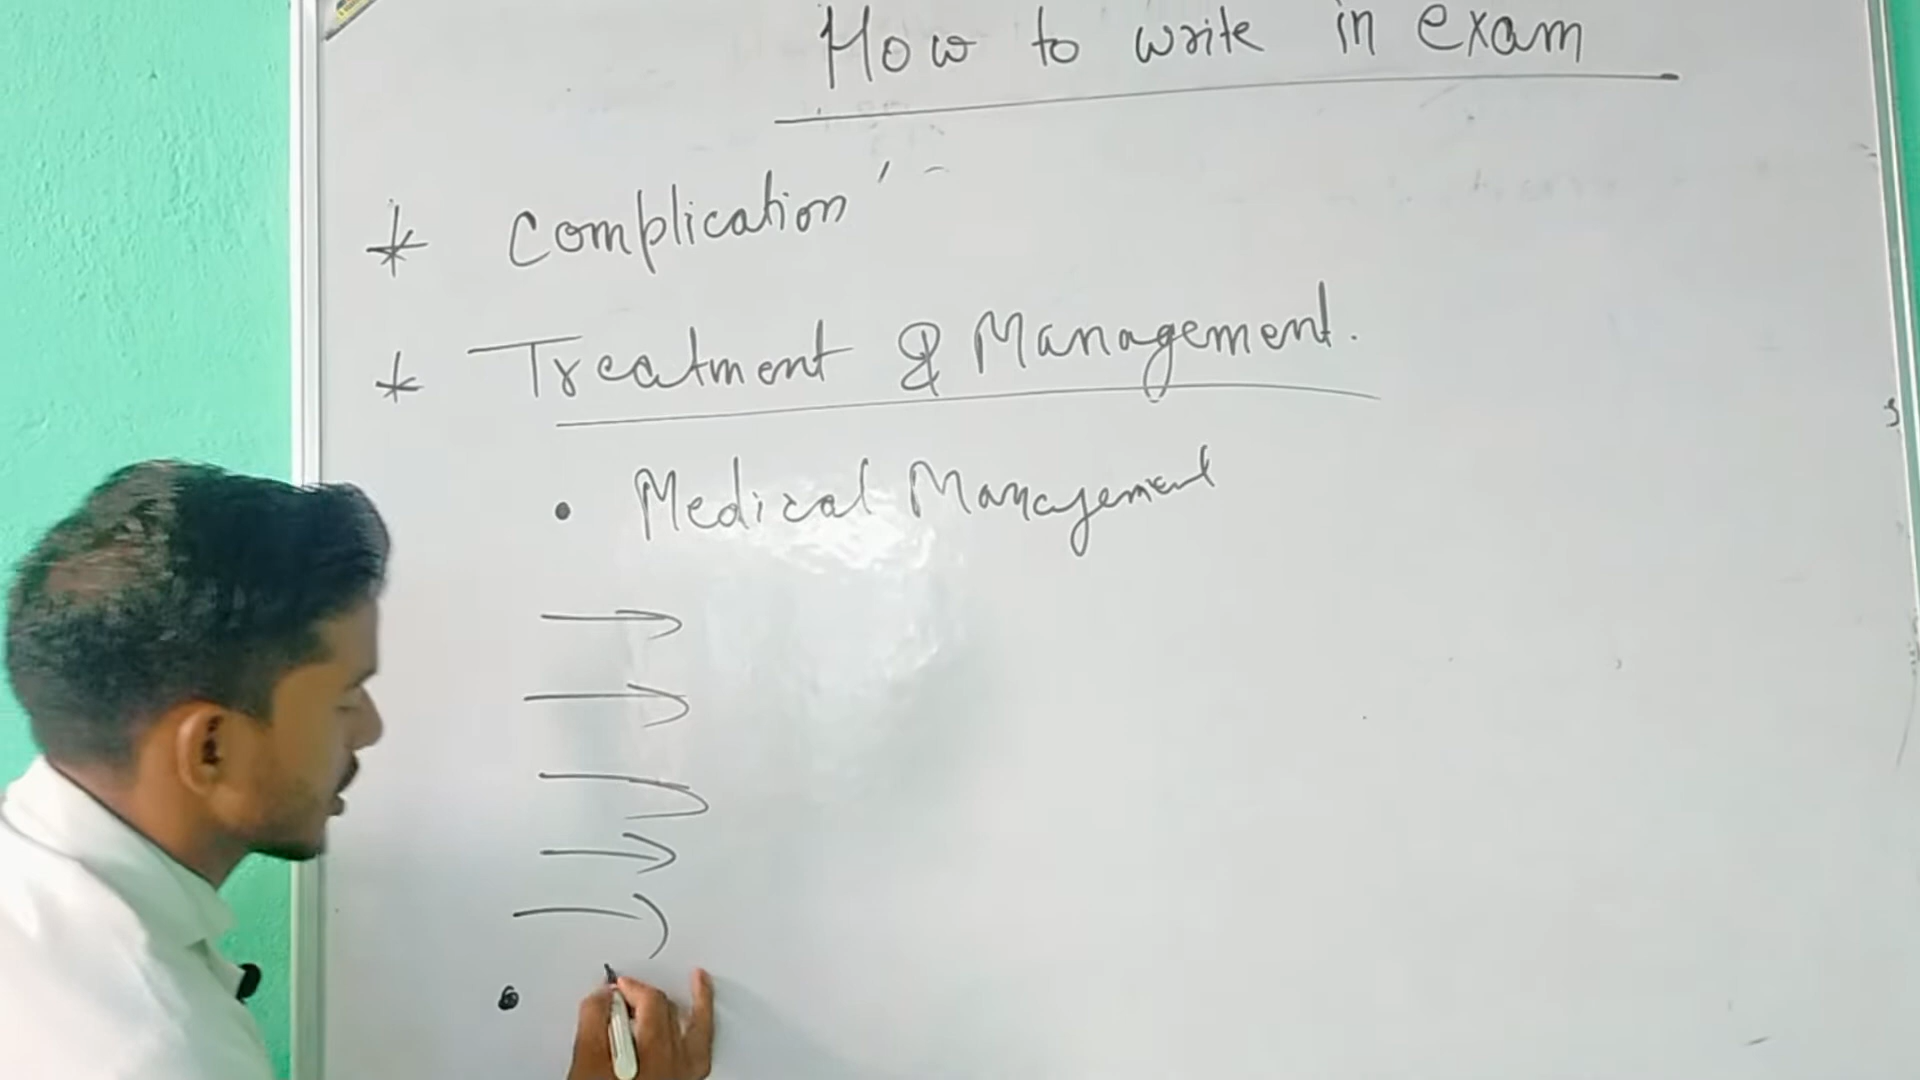 How to write in exam
* Complication
* Treatment & Management.
• Medical Management
→
→
→
→
→
•